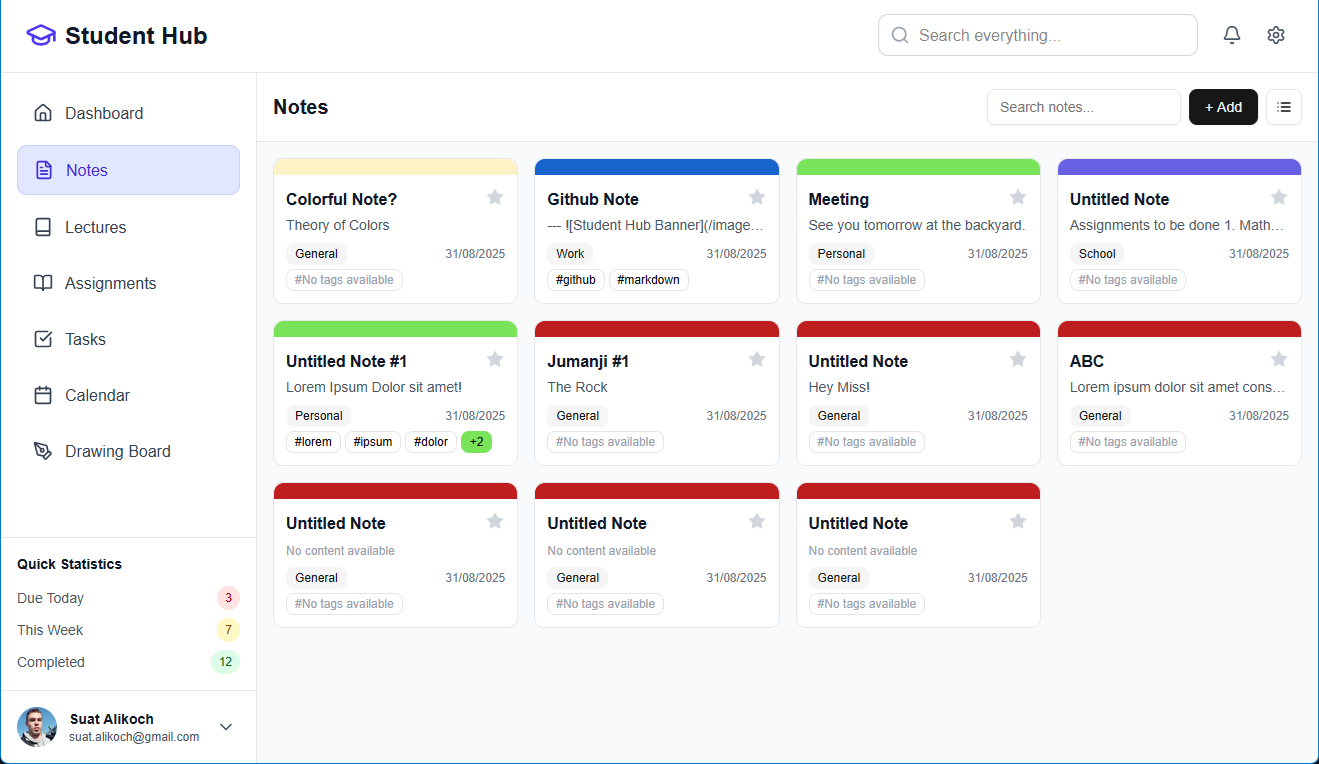 Student Hub
Search everything...
Dashboard
Notes
Lectures
Assignments
Tasks
Calendar
Drawing Board
Quick Statistics
Due Today 3
This Week 7
Completed 12
Suat Alikoch
suat.alikoch@gmail.com
Notes
Search notes...
+ Add
Colorful Note?
Theory of Colors
General 31/08/2025
#No tags available
Github Note
--- ![Student Hub Banner](/image...
Work 31/08/2025
#github #markdown
Meeting
See you tomorrow at the backyard.
Personal 31/08/2025
#No tags available
Untitled Note
Assignments to be done 1. Math...
School 31/08/2025
#No tags available
Untitled Note #1
Lorem Ipsum Dolor sit amet!
Personal 31/08/2025
#lorem #ipsum #dolor +2
Jumanji #1
The Rock
General 31/08/2025
#No tags available
Untitled Note
Hey Miss!
General 31/08/2025
#No tags available
ABC
Lorem ipsum dolor sit amet cons...
General 31/08/2025
#No tags available
Untitled Note
No content available
General 31/08/2025
#No tags available
Untitled Note
No content available
General 31/08/2025
#No tags available
Untitled Note
No content available
General 31/08/2025
#No tags available